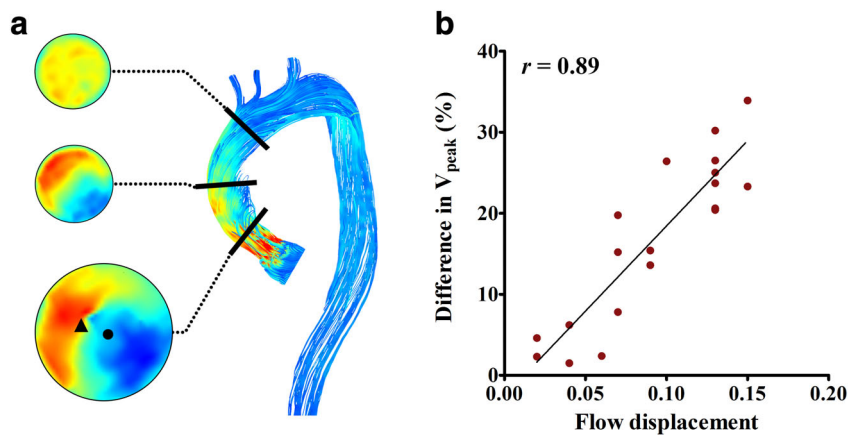 a
b
r = 0.89
Difference in Vpeak (%)
40
30
20
10
0
0.00 0.05 0.10 0.15 0.20
Flow displacement